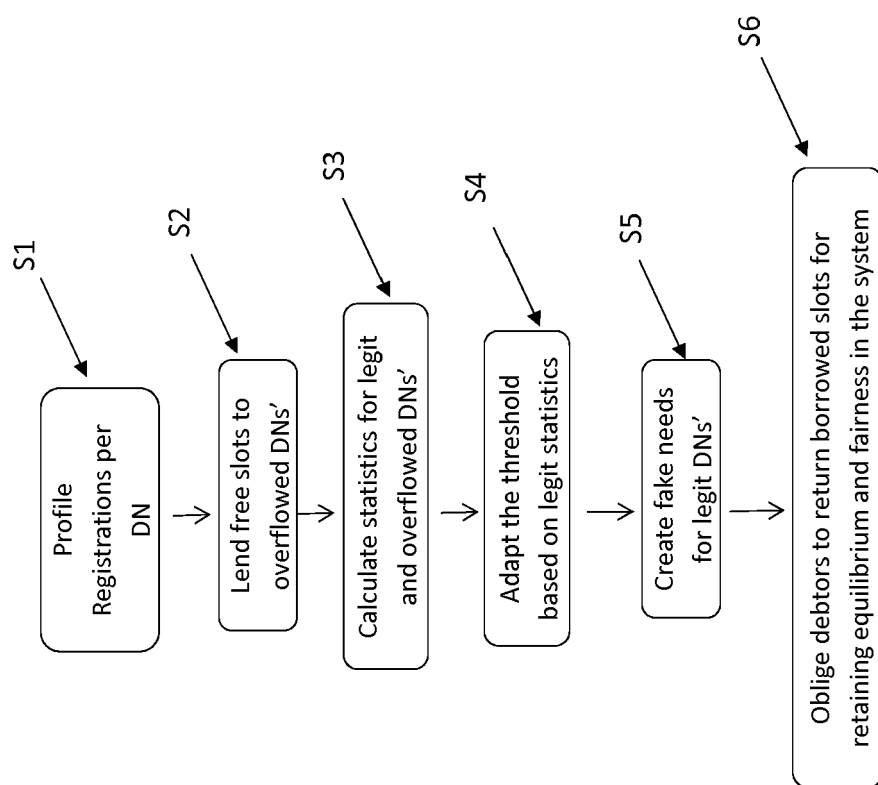 S1
Profile
Registrations per
DN
S2
Lend free slots to
overflowed DNs'
S3
Calculate statistics for legit
and overflowed DNs'
S4
Adapt the threshold
based on legit statistics
S5
Create fake needs
for legit DNs'
S6
Oblige debtors to return borrowed slots for
retaining equilibrium and fairness in the system